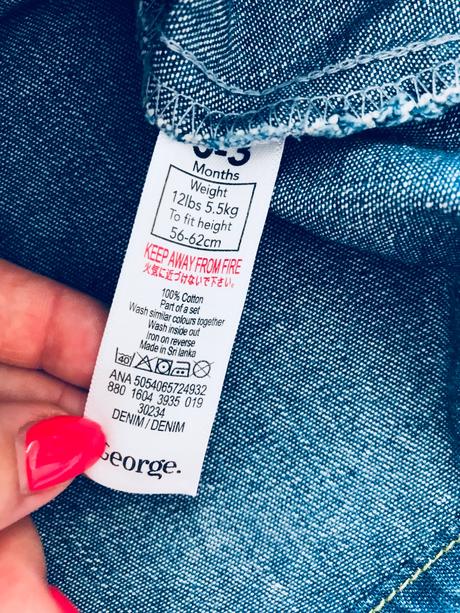 0-3
Months
Weight
12lbs 5.5kg
To fit height
56-62cm
KEEP AWAY FROM FIRE
火気に近づけないで下さい。
100% Cotton
Part of a set
Wash similar colours together
Wash inside out
Iron on reverse
Made in Sri lanka
40
ANA 5054065724932
880 1604 3935 019
30234
DENIM / DENIM
George.